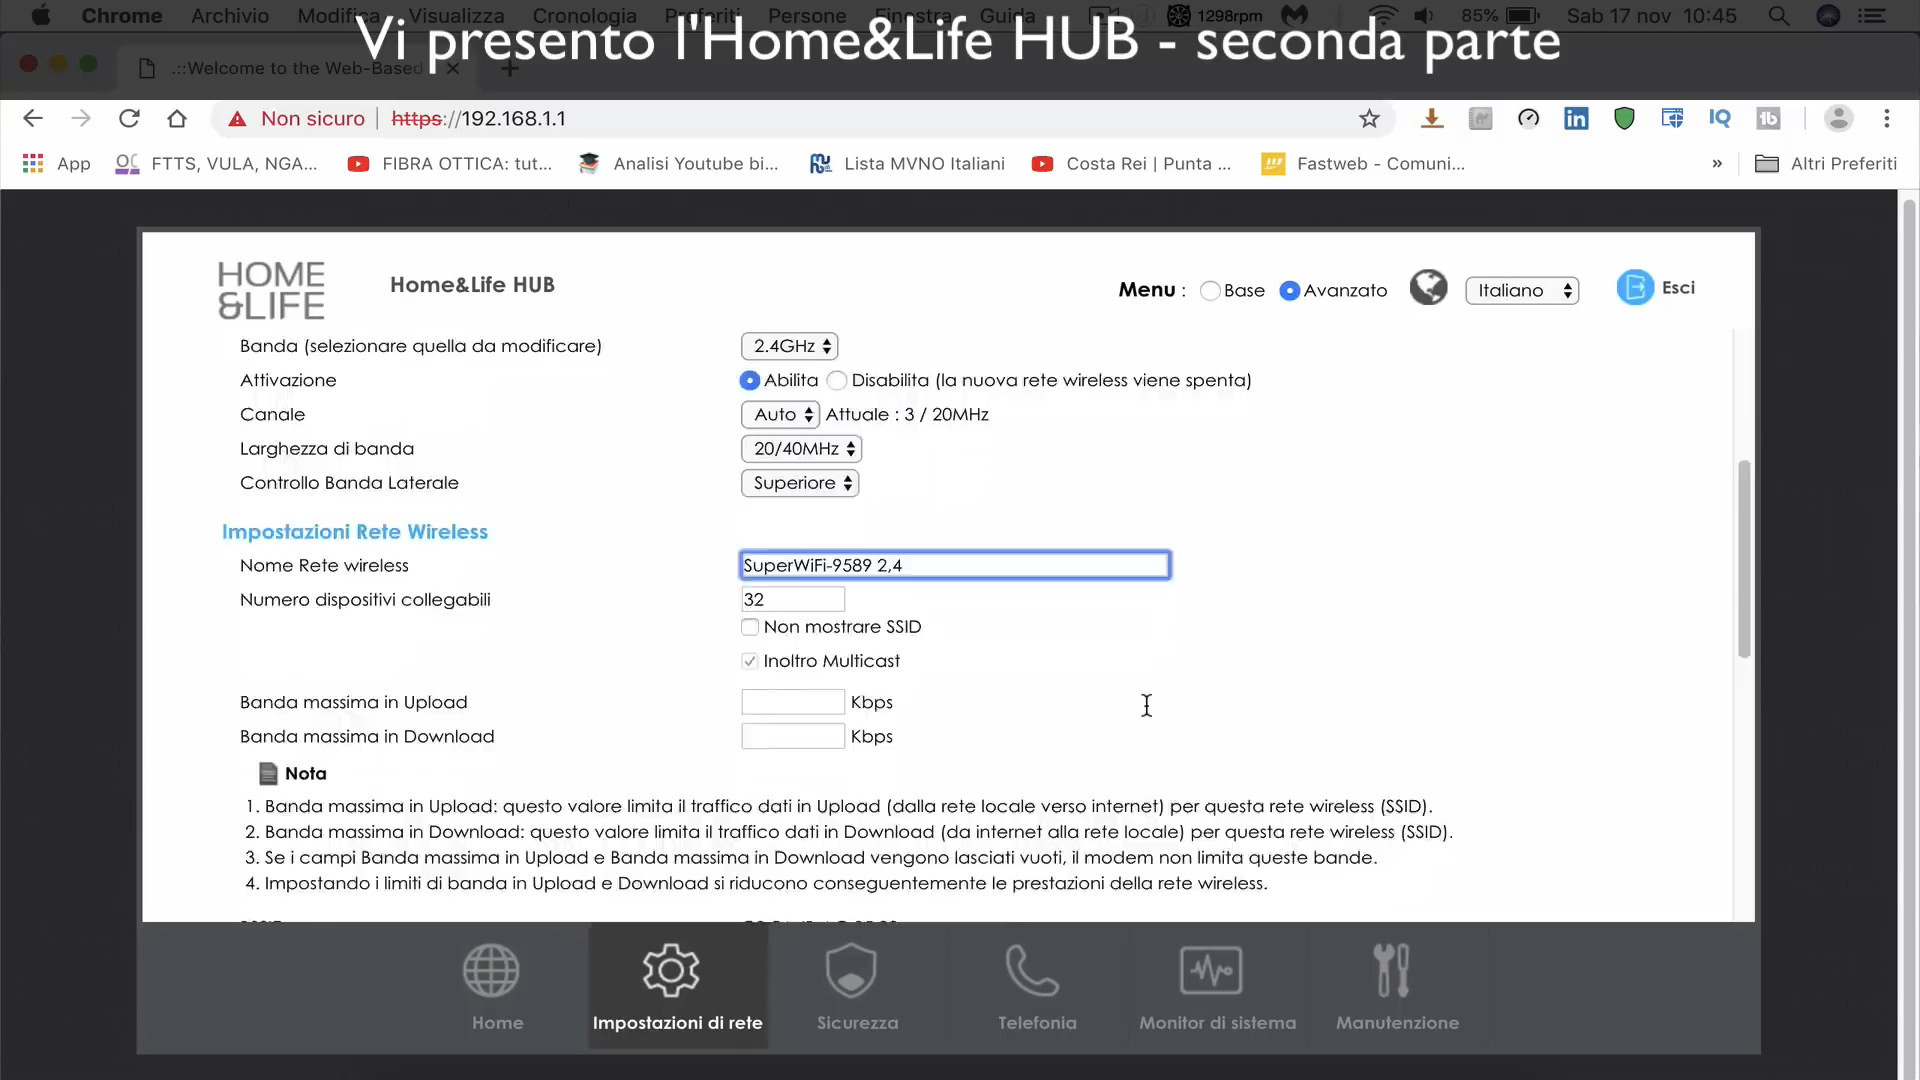 Chrome Archivio Modifica Visualizza Cronologia Preferiti Persone Finestra Guida 1298rpm 85% Sab 17 nov 10:45
Vi presento l'Home&Life HUB - seconda parte
.::Welcome to the Web-Based
Non sicuro | https://192.168.1.1
App FTTS, VULA, NGA... FIBRA OTTICA: tut... Analisi Youtube bi... Lista MVNO Italiani Costa Rei | Punta ... Fastweb - Comuni... » Altri Preferiti
HOME &LIFE
Home&Life HUB
Menu : Base Avanzato Italiano Esci
Banda (selezionare quella da modificare) 2.4GHz
Attivazione Abilita Disabilita (la nuova rete wireless viene spenta)
Canale Auto Attuale : 3 / 20MHz
Larghezza di banda 20/40MHz
Controllo Banda Laterale Superiore
Impostazioni Rete Wireless
Nome Rete wireless SuperWiFi-9589 2,4
Numero dispositivi collegabili 32
Non mostrare SSID
Inoltro Multicast
Banda massima in Upload Kbps
Banda massima in Download Kbps
Nota
1. Banda massima in Upload: questo valore limita il traffico dati in Upload (dalla rete locale verso internet) per questa rete wireless (SSID).
2. Banda massima in Download: questo valore limita il traffico dati in Download (da internet alla rete locale) per questa rete wireless (SSID).
3. Se i campi Banda massima in Upload e Banda massima in Download vengono lasciati vuoti, il modem non limita queste bande.
4. Impostando i limiti di banda in Upload e Download si riducono conseguentemente le prestazioni della rete wireless.
Home Impostazioni di rete Sicurezza Telefonia Monitor di sistema Manutenzione